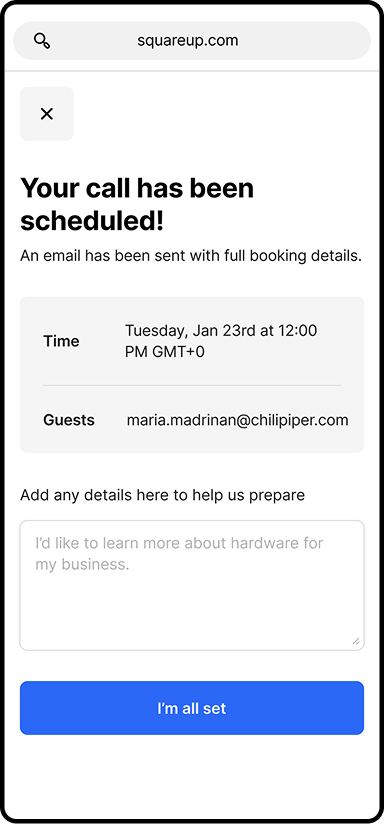 squareup.com
Your call has been
scheduled!
An email has been sent with full booking details.
Time
Tuesday, Jan 23rd at 12:00
PM GMT+0
Guests
maria.madrinan@chilipiper.com
Add any details here to help us prepare
I’d like to learn more about hardware for
my business.
I’m all set